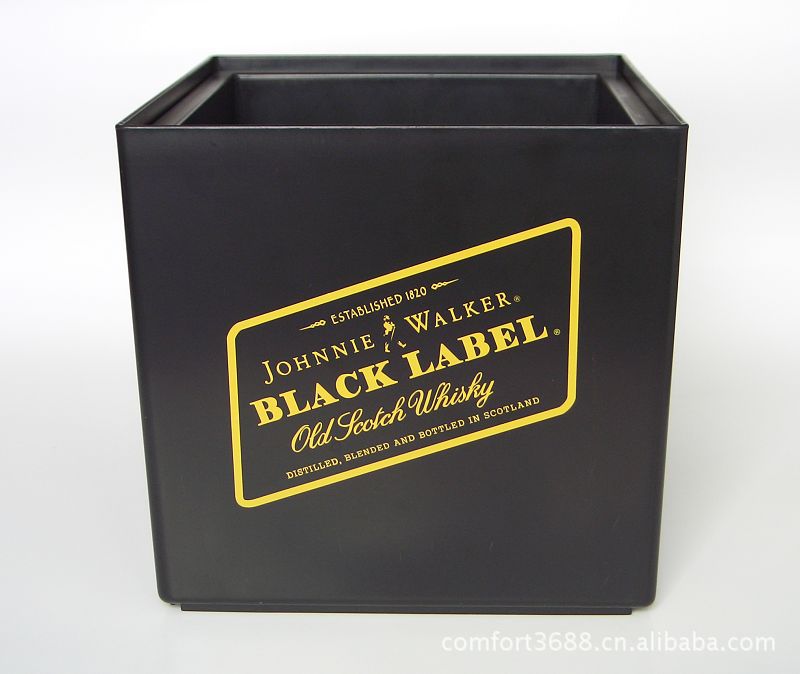 ESTABLISHED 1820
JOHNNIE WALKER®
BLACK LABEL®
Old Scotch Whisky
DISTILLED, BLENDED AND BOTTLED IN SCOTLAND
comfort3688.cn.alibaba.com